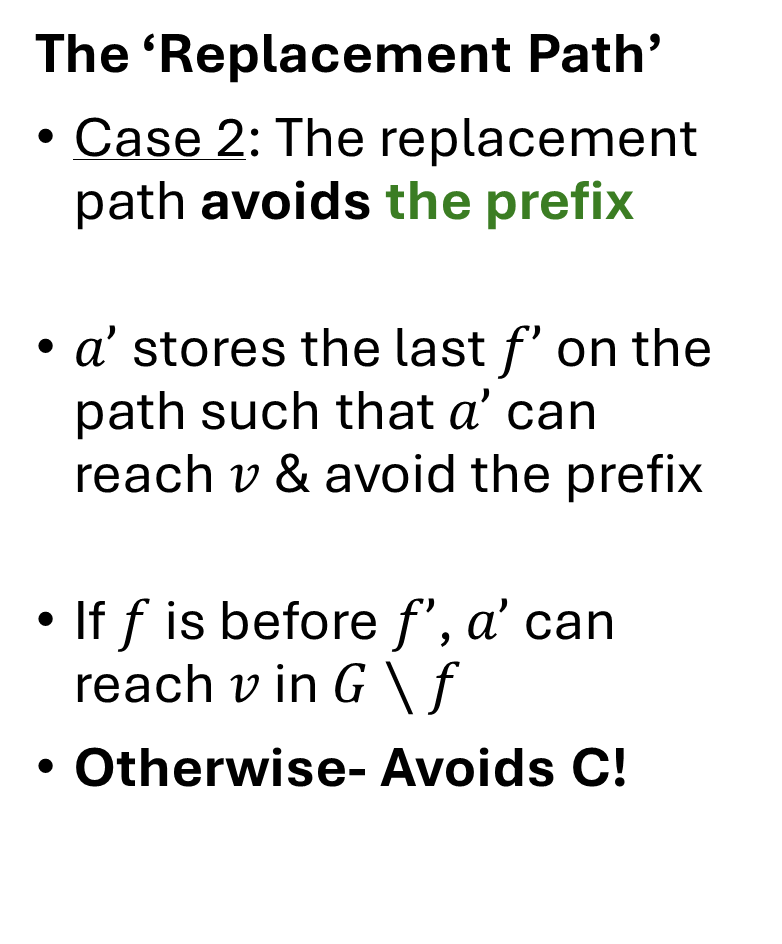 The ‘Replacement Path’
• Case 2: The replacement
path avoids the prefix
• a’ stores the last f’ on the
path such that a’ can
reach v & avoid the prefix
• If f is before f’, a’ can
reach v in G \ f
• Otherwise- Avoids C!